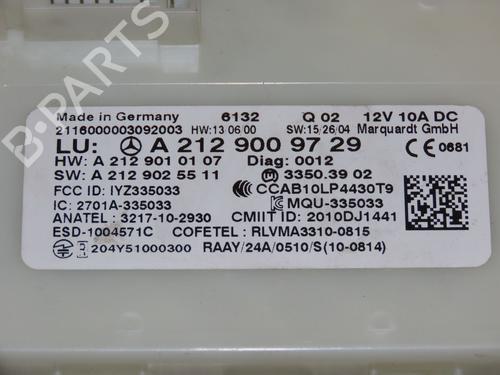 B-PARTS
Made in Germany 6132 Q 02 12V 10A DC
2116000003092003 HW:13 06 00 SW:15/26/04 Marquardt GmbH
LU: A 212 900 97 29 CE 0681
HW: A 212 901 01 07 Diag: 0012
SW: A 212 902 55 11 3350.39 02
FCC ID: IYZ335033 CCAB10LP4430T9
IC: 2701A-335033 MQU-335033
ANATEL: 3217-10-2930 CMIIT ID: 2010DJ1441
ESD-1004571C COFETEL: RLVMA3310-0815
204Y51000300 RAAY/24A/0510/S(10-0814)